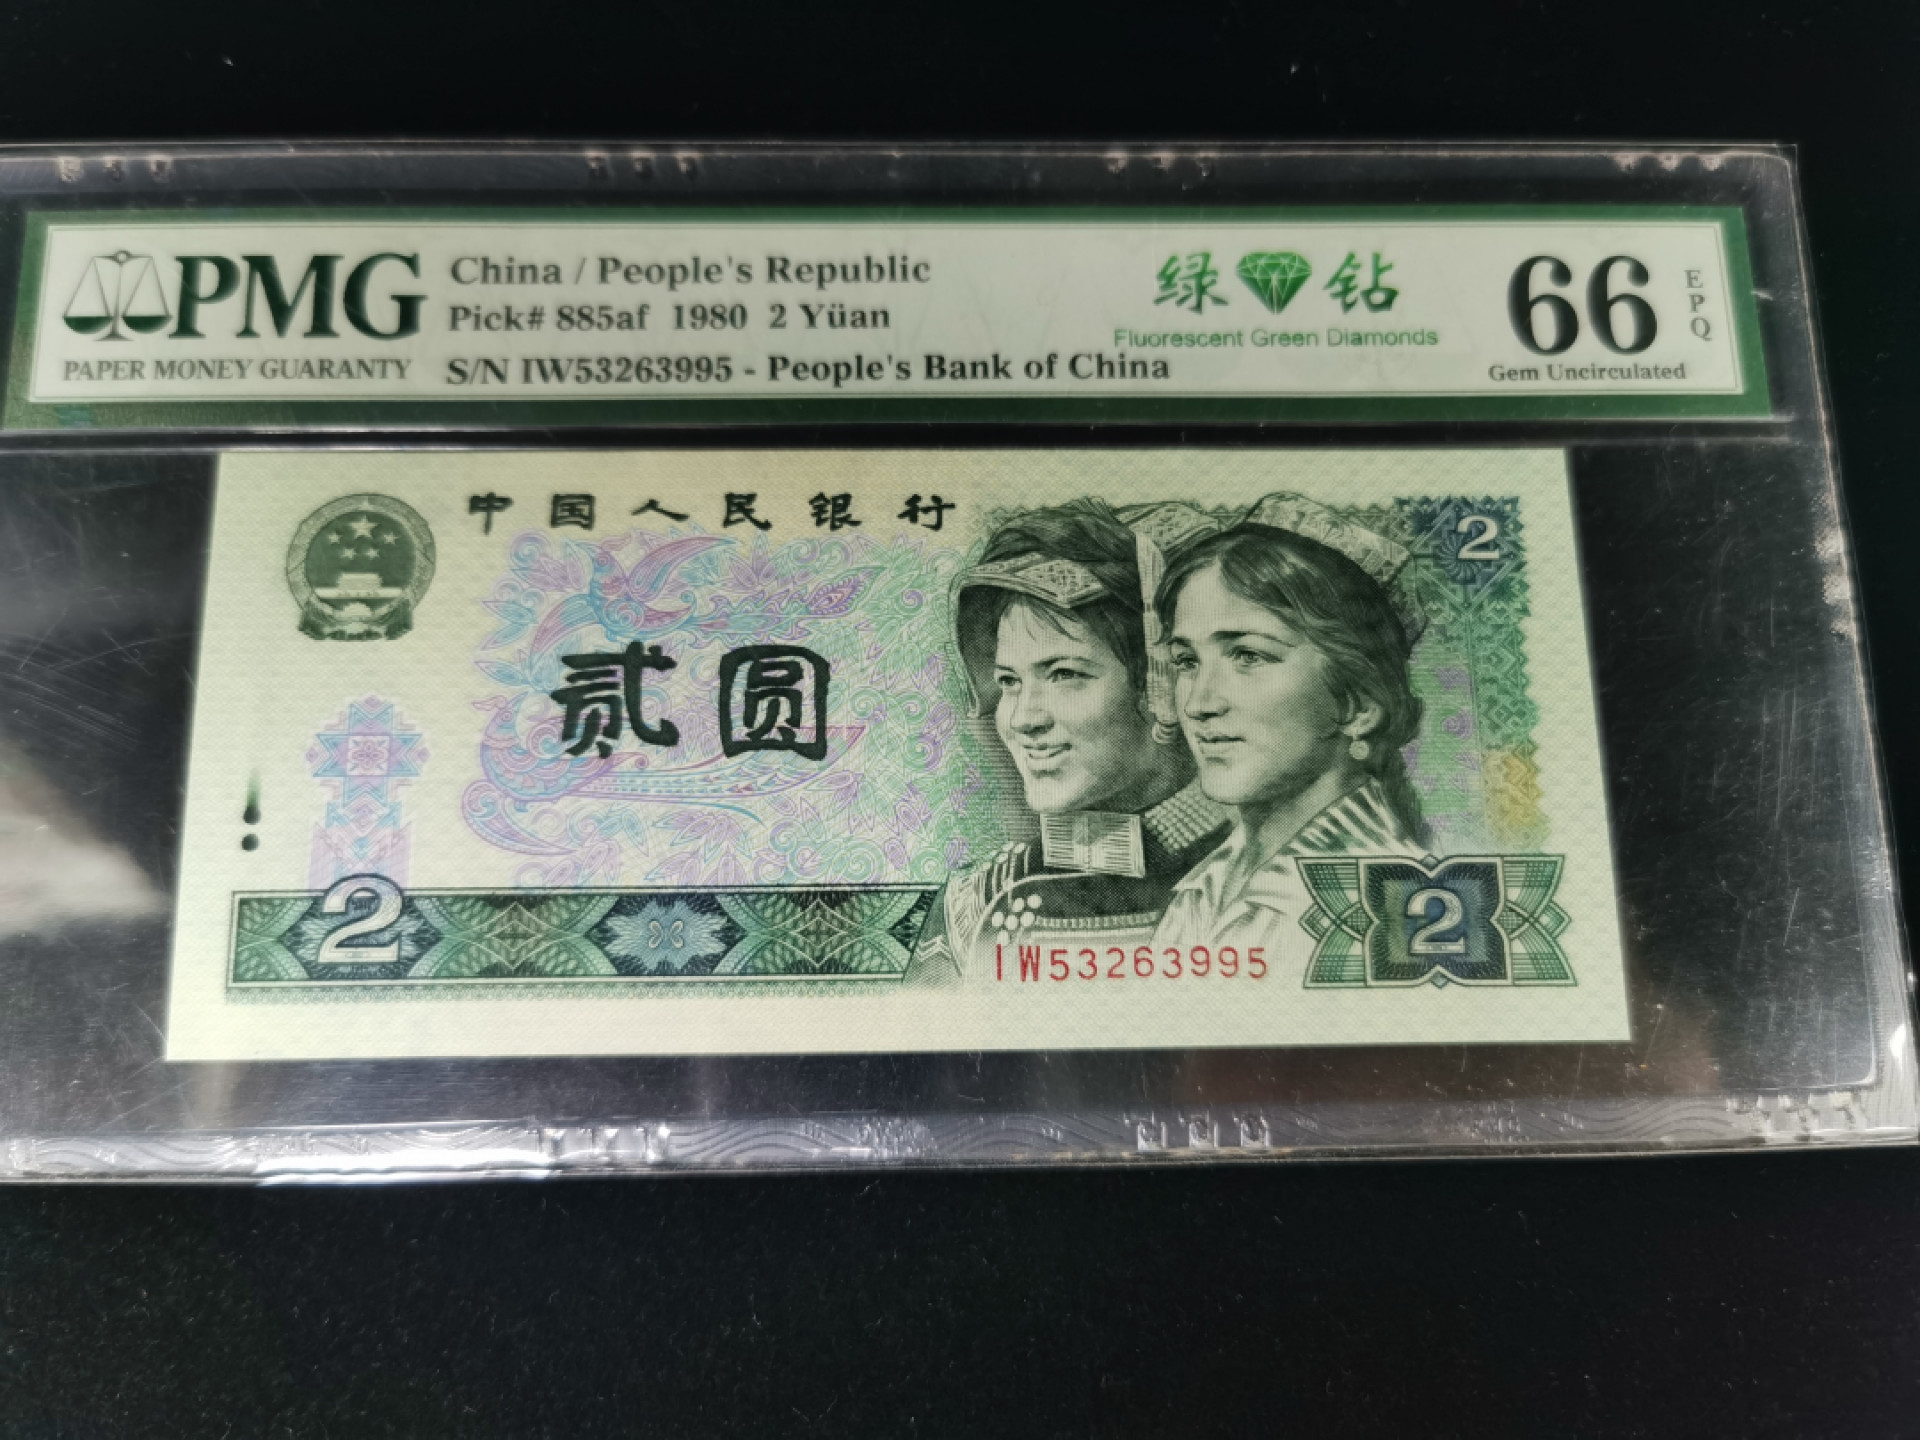 PMG
PAPER MONEY GUARANTY
China / People's Republic
Pick# 885af 1980 2 Yüan
S/N IW53263995 - People's Bank of China
绿 钻
Fluorescent Green Diamonds
66
EPQ
Gem Uncirculated
中国人民银行
2
贰圆
2
IW53263995
2